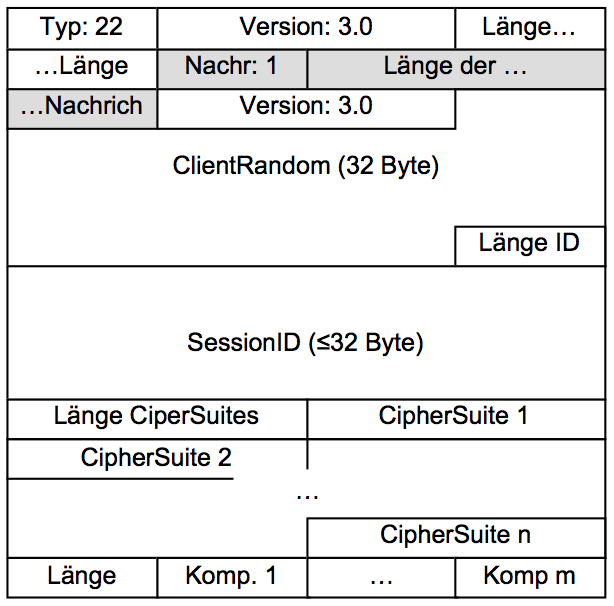 Typ: 22 Version: 3.0 Länge…
…Länge Nachr: 1 Länge der …
…Nachrich Version: 3.0
ClientRandom (32 Byte)
Länge ID
SessionID (≤32 Byte)
Länge CiperSuites CipherSuite 1
CipherSuite 2
…
CipherSuite n
Länge Komp. 1 … Komp m